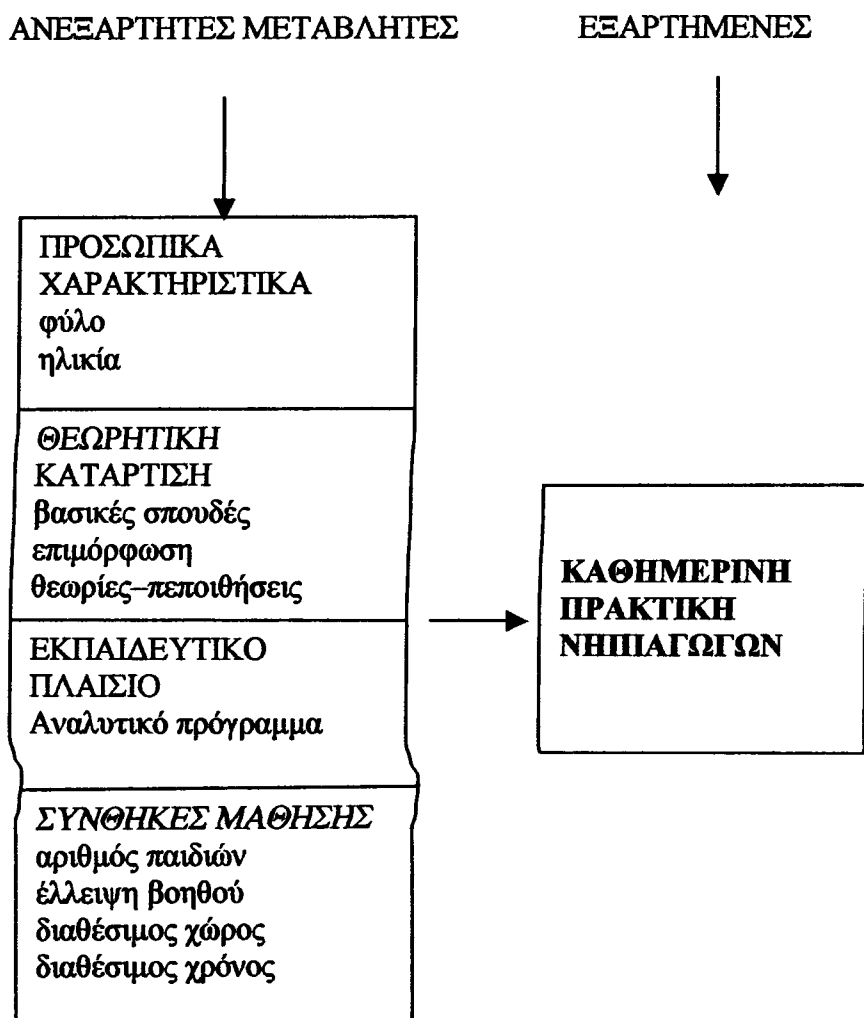 ΑΝΕΞΑΡΤΗΤΕΣ ΜΕΤΑΒΛΗΤΕΣ ΕΞΑΡΤΗΜΕΝΕΣ
ΠΡΟΣΩΠΙΚΑ
ΧΑΡΑΚΤΗΡΙΣΤΙΚΑ
φύλο
ηλικία
ΘΕΩΡΗΤΙΚΗ
ΚΑΤΑΡΤΙΣΗ
βασικές σπουδές
επιμόρφωση
θεωρίες–πεποιθήσεις
ΕΚΠΑΙΔΕΥΤΙΚΟ
ΠΛΑΙΣΙΟ
Αναλυτικό πρόγραμμα
ΣΥΝΘΗΚΕΣ ΜΑΘΗΣΗΣ
αριθμός παιδιών
έλλειψη βοηθού
διαθέσιμος χώρος
διαθέσιμος χρόνος
ΚΑΘΗΜΕΡΙΝΗ
ΠΡΑΚΤΙΚΗ
ΝΗΠΙΑΓΩΓΩΝ